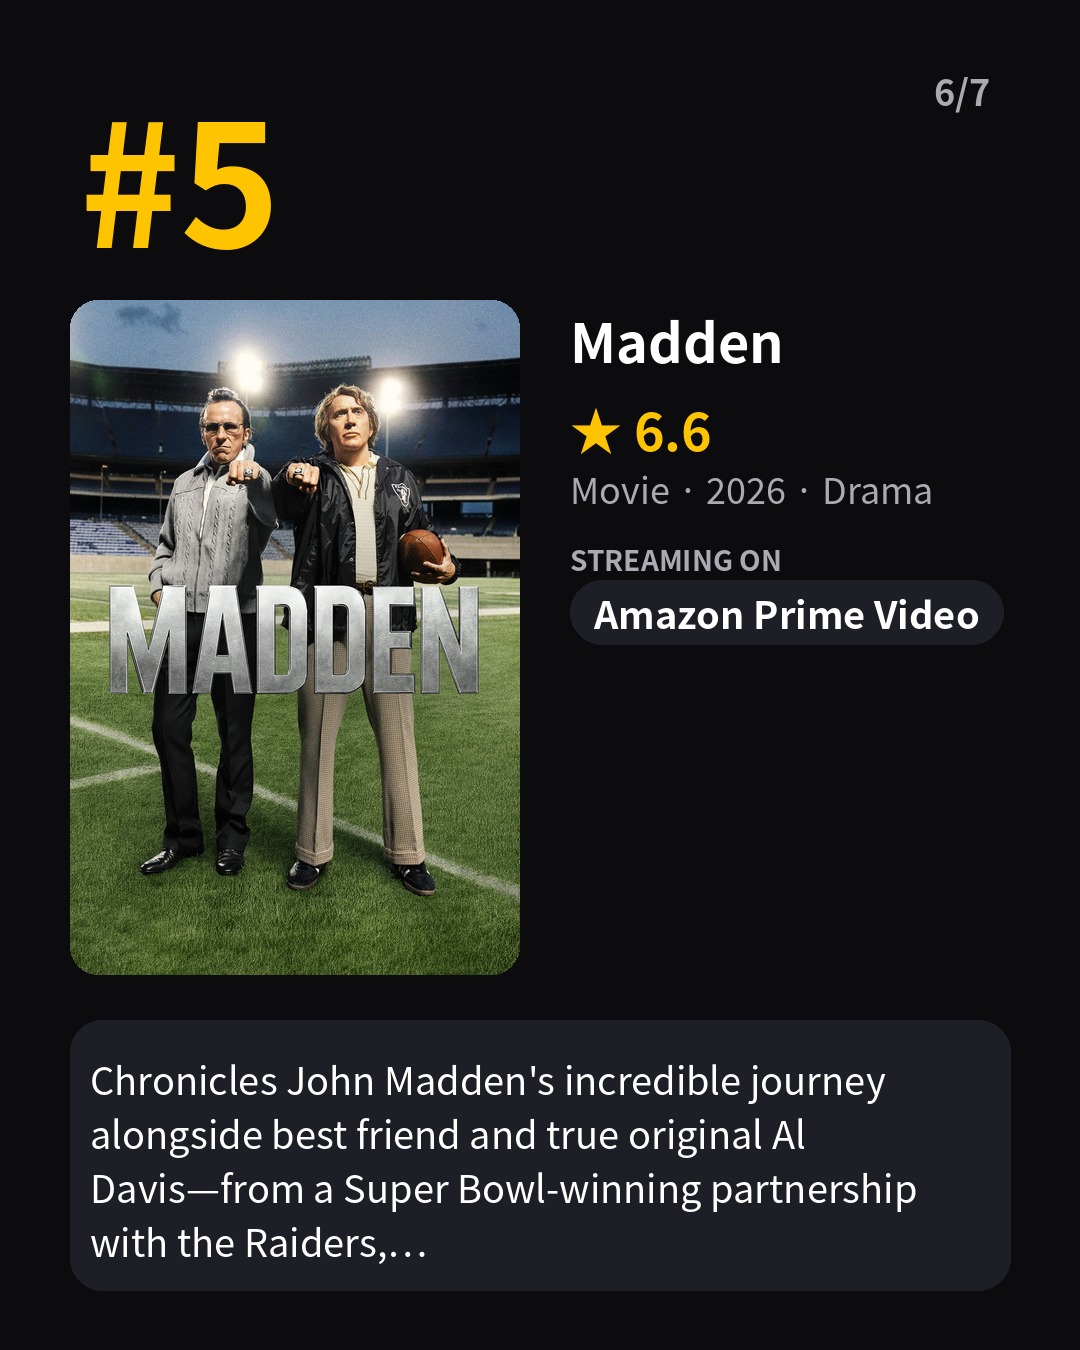 6/7
#5
MADDEN
Madden
★ 6.6
Movie · 2026 · Drama
STREAMING ON
Amazon Prime Video
Chronicles John Madden's incredible journey
alongside best friend and true original Al
Davis—from a Super Bowl-winning partnership
with the Raiders,…